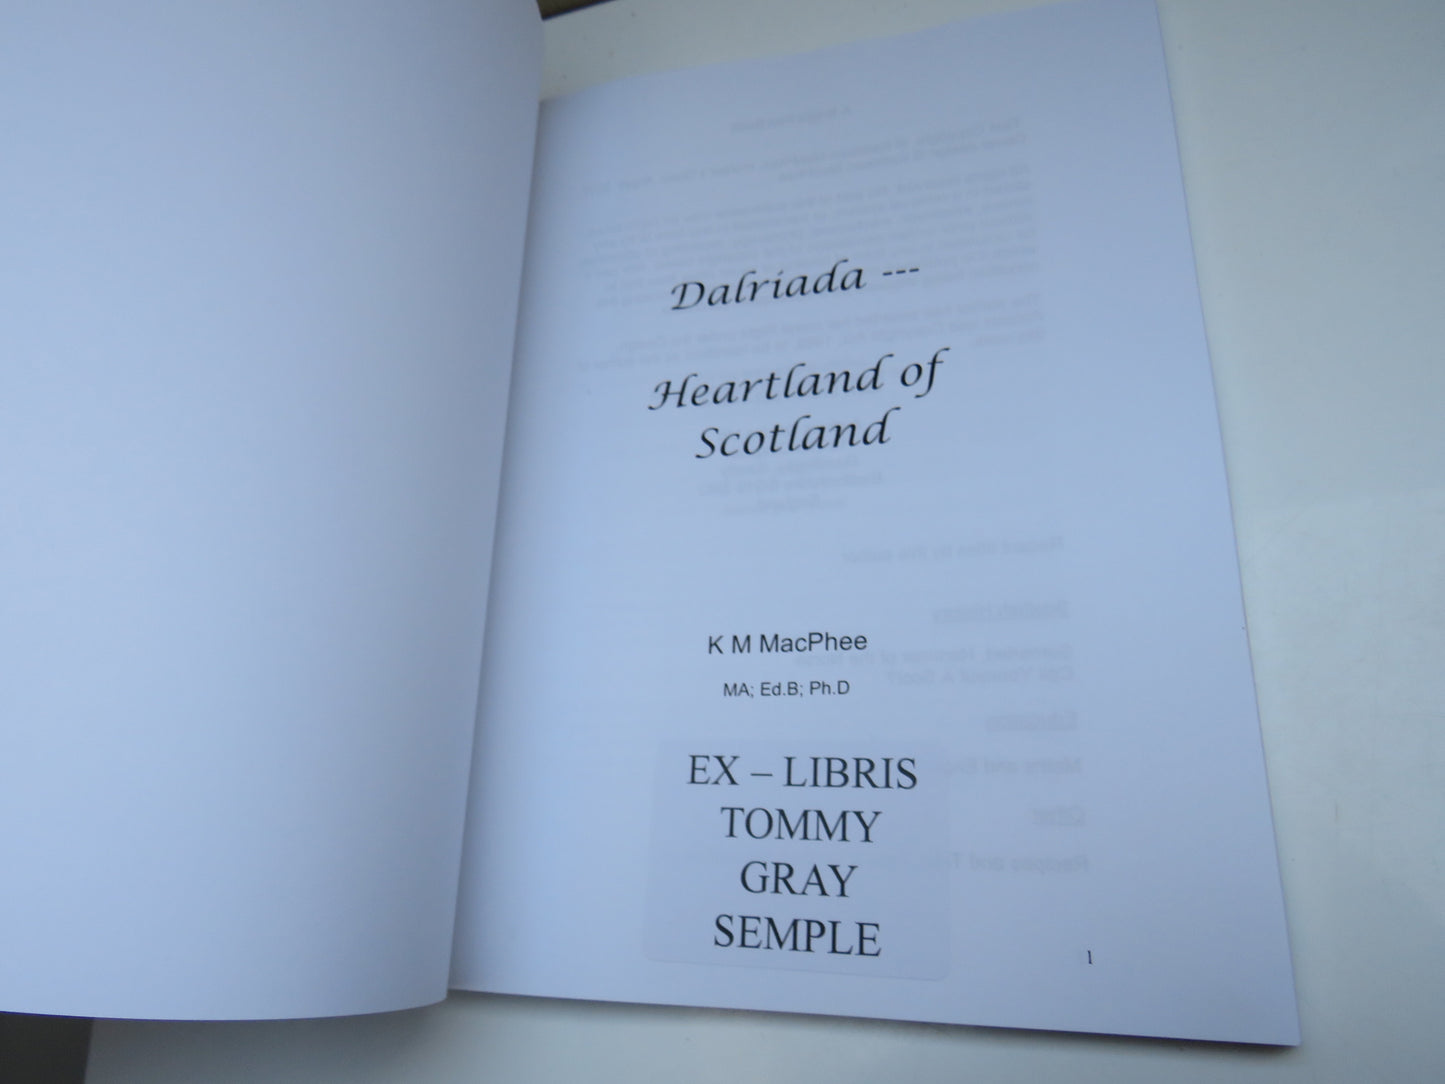 Dalriada ---
Heartland of
Scotland
K M MacPhee
MA; Ed.B; Ph.D
EX – LIBRIS
TOMMY
GRAY
SEMPLE
1